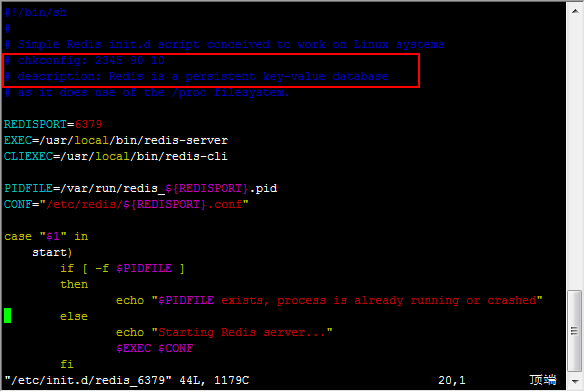 #!/bin/sh
#
# Simple Redis init.d script conceived to work on Linux systems
# chkconfig: 2345 90 10
# description: Redis is a persistent key-value database
# as it does use of the /proc filesystem.
REDISPORT=6379
EXEC=/usr/local/bin/redis-server
CLIEXEC=/usr/local/bin/redis-cli
PIDFILE=/var/run/redis_${REDISPORT}.pid
CONF="/etc/redis/${REDISPORT}.conf"
case "$1" in
start)
if [ -f $PIDFILE ]
then
echo "$PIDFILE exists, process is already running or crashed"
else
echo "Starting Redis server..."
$EXEC $CONF
fi
"/etc/init.d/redis_6379" 44L, 1179C 20,1 顶端